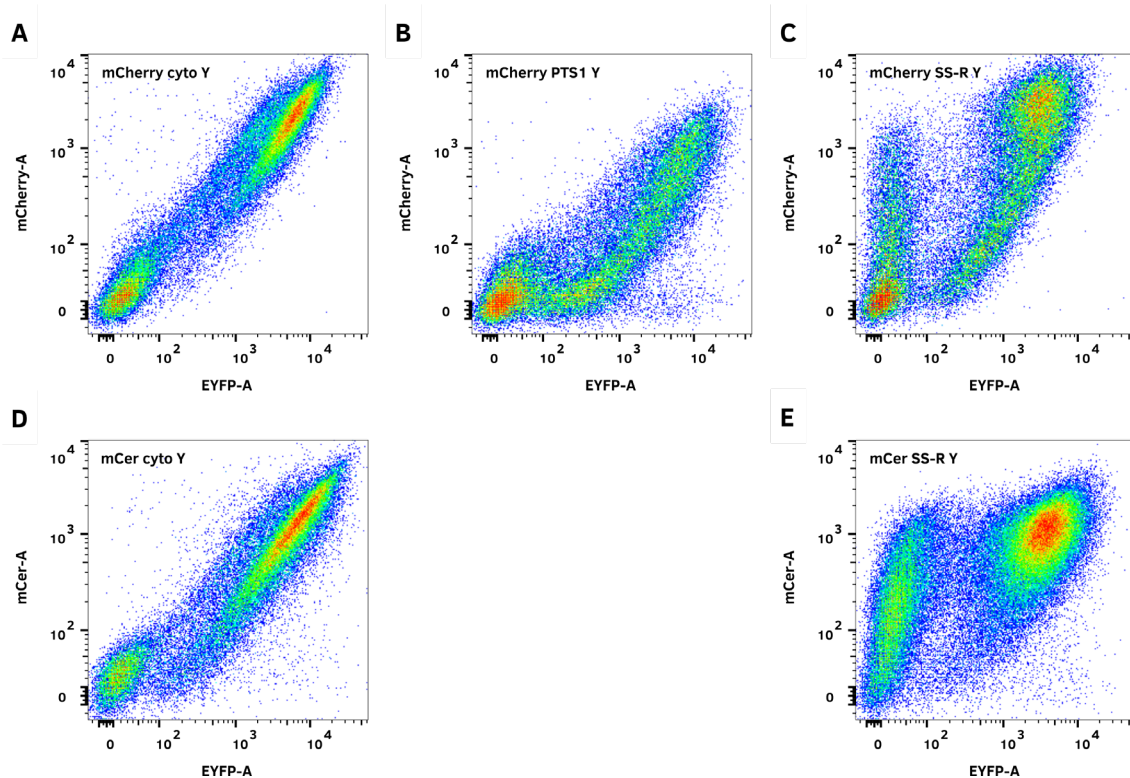 A
mCherry cyto Y
10 4
10 3
10 2
0
mCherry-A
0
10 2
10 3
10 4
EYFP-A
B
mCherry PTS1 Y
10 4
10 3
10 2
0
mCherry-A
0
10 2
10 3
10 4
EYFP-A
C
mCherry SS-R Y
10 4
10 3
10 2
0
mCherry-A
0
10 2
10 3
10 4
EYFP-A
D
mCer cyto Y
10 4
10 3
10 2
0
mCer-A
0
10 2
10 3
10 4
EYFP-A
E
mCer SS-R Y
10 4
10 3
10 2
0
mCer-A
0
10 2
10 3
10 4
EYFP-A